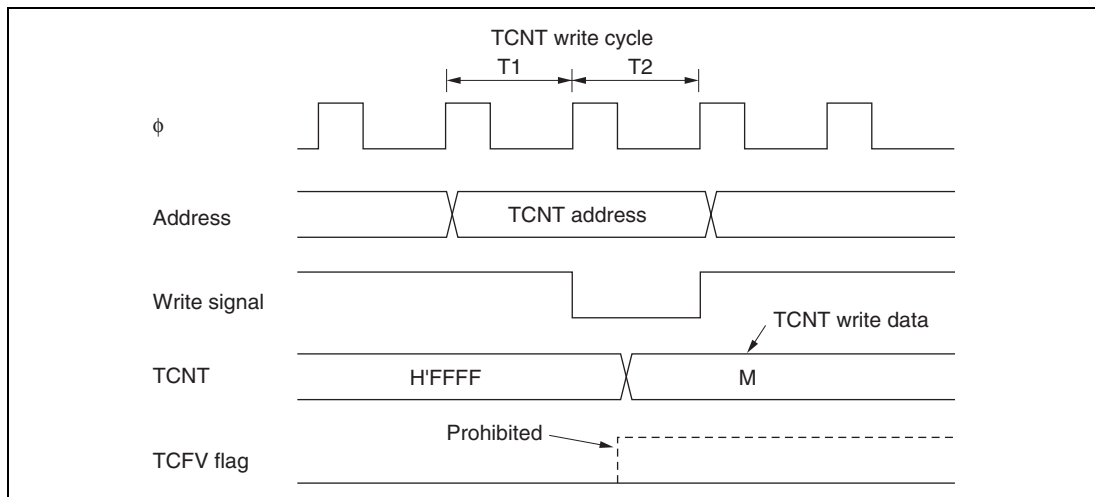 TCNT write cycle
T1 T2
ϕ
Address TCNT address
Write signal
TCNT write data
TCNT H'FFFF M
Prohibited
TCFV flag